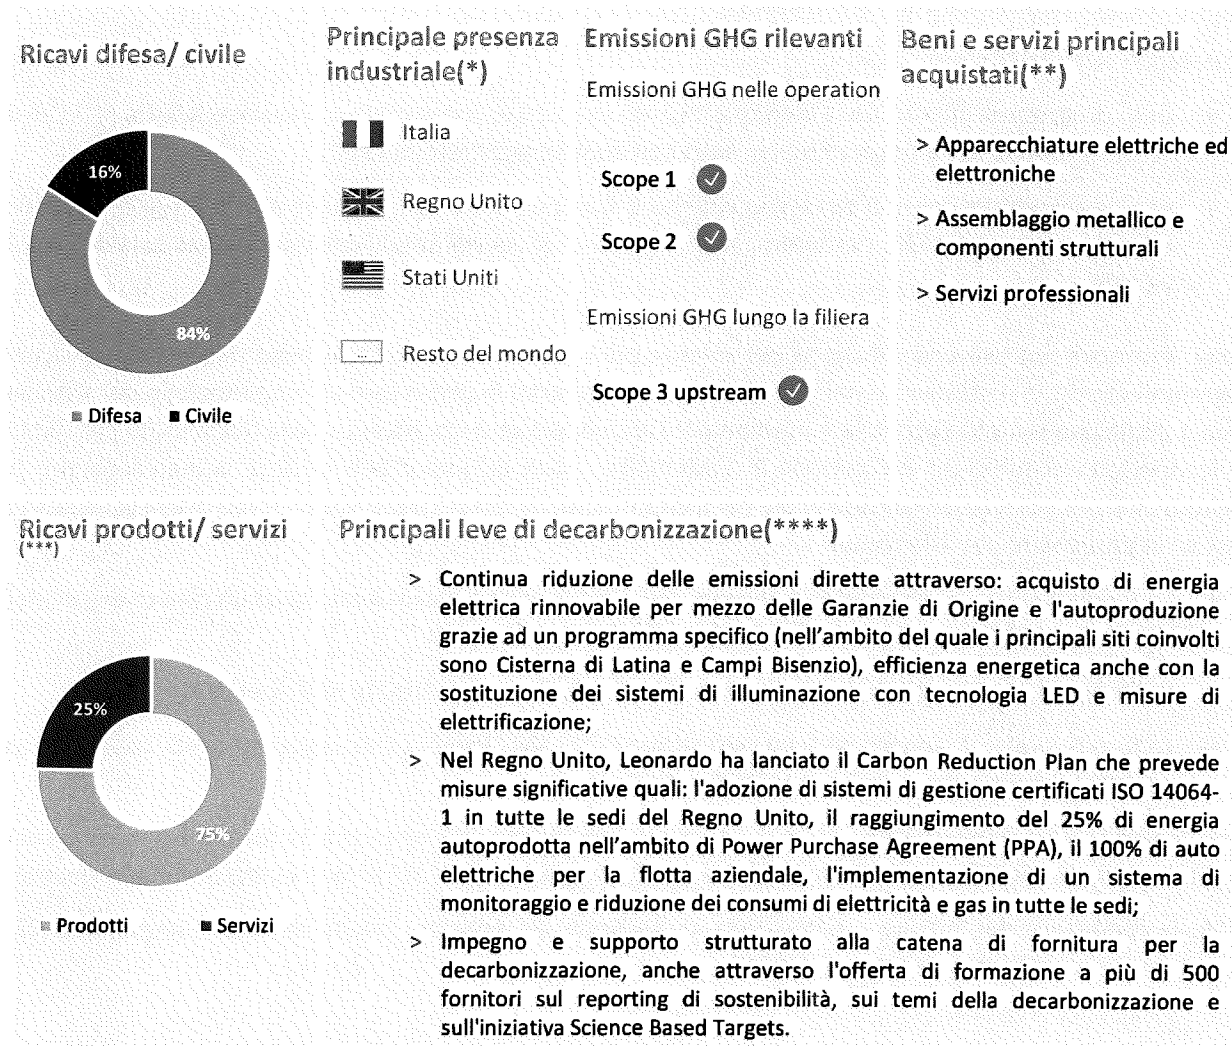 Ricavi difesa/ civile
16%
84%
Difesa Civile
Principale presenza
industriale(*)
Italia
Regno Unito
Stati Uniti
...
Resto del mondo
Emissioni GHG rilevanti
Emissioni GHG nelle operation
Scope 1
Scope 2
Emissioni GHG lungo la filiera
Scope 3 upstream
Beni e servizi principali
acquistati(**)
> Apparecchiature elettriche ed
elettroniche
> Assemblaggio metallico e
componenti strutturali
> Servizi professionali
Ricavi prodotti/ servizi
(***)
25%
75%
Prodotti Servizi
Principali leve di decarbonizzazione(****)
> Continua riduzione delle emissioni dirette attraverso: acquisto di energia
elettrica rinnovabile per mezzo delle Garanzie di Origine e l'autoproduzione
grazie ad un programma specifico (nell'ambito del quale i principali siti coinvolti
sono Cisterna di Latina e Campi Bisenzio), efficienza energetica anche con la
sostituzione dei sistemi di illuminazione con tecnologia LED e misure di
elettrificazione;
> Nel Regno Unito, Leonardo ha lanciato il Carbon Reduction Plan che prevede
misure significative quali: l'adozione di sistemi di gestione certificati ISO 14064-
1 in tutte le sedi del Regno Unito, il raggiungimento del 25% di energia
autoprodotta nell'ambito di Power Purchase Agreement (PPA), il 100% di auto
elettriche per la flotta aziendale, l'implementazione di un sistema di
monitoraggio e riduzione dei consumi di elettricità e gas in tutte le sedi;
> Impegno e supporto strutturato alla catena di fornitura per la
decarbonizzazione, anche attraverso l'offerta di formazione a più di 500
fornitori sul reporting di sostenibilità, sui temi della decarbonizzazione e
sull'iniziativa Science Based Targets.